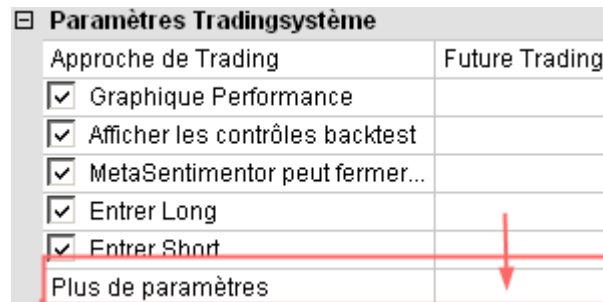 Paramètres Tradingsystème
Approche de Trading Future Trading
Graphique Performance
Afficher les contrôles backtest
MetaSentimentor peut fermer...
Entrer Long
Entrer Short
Plus de paramètres